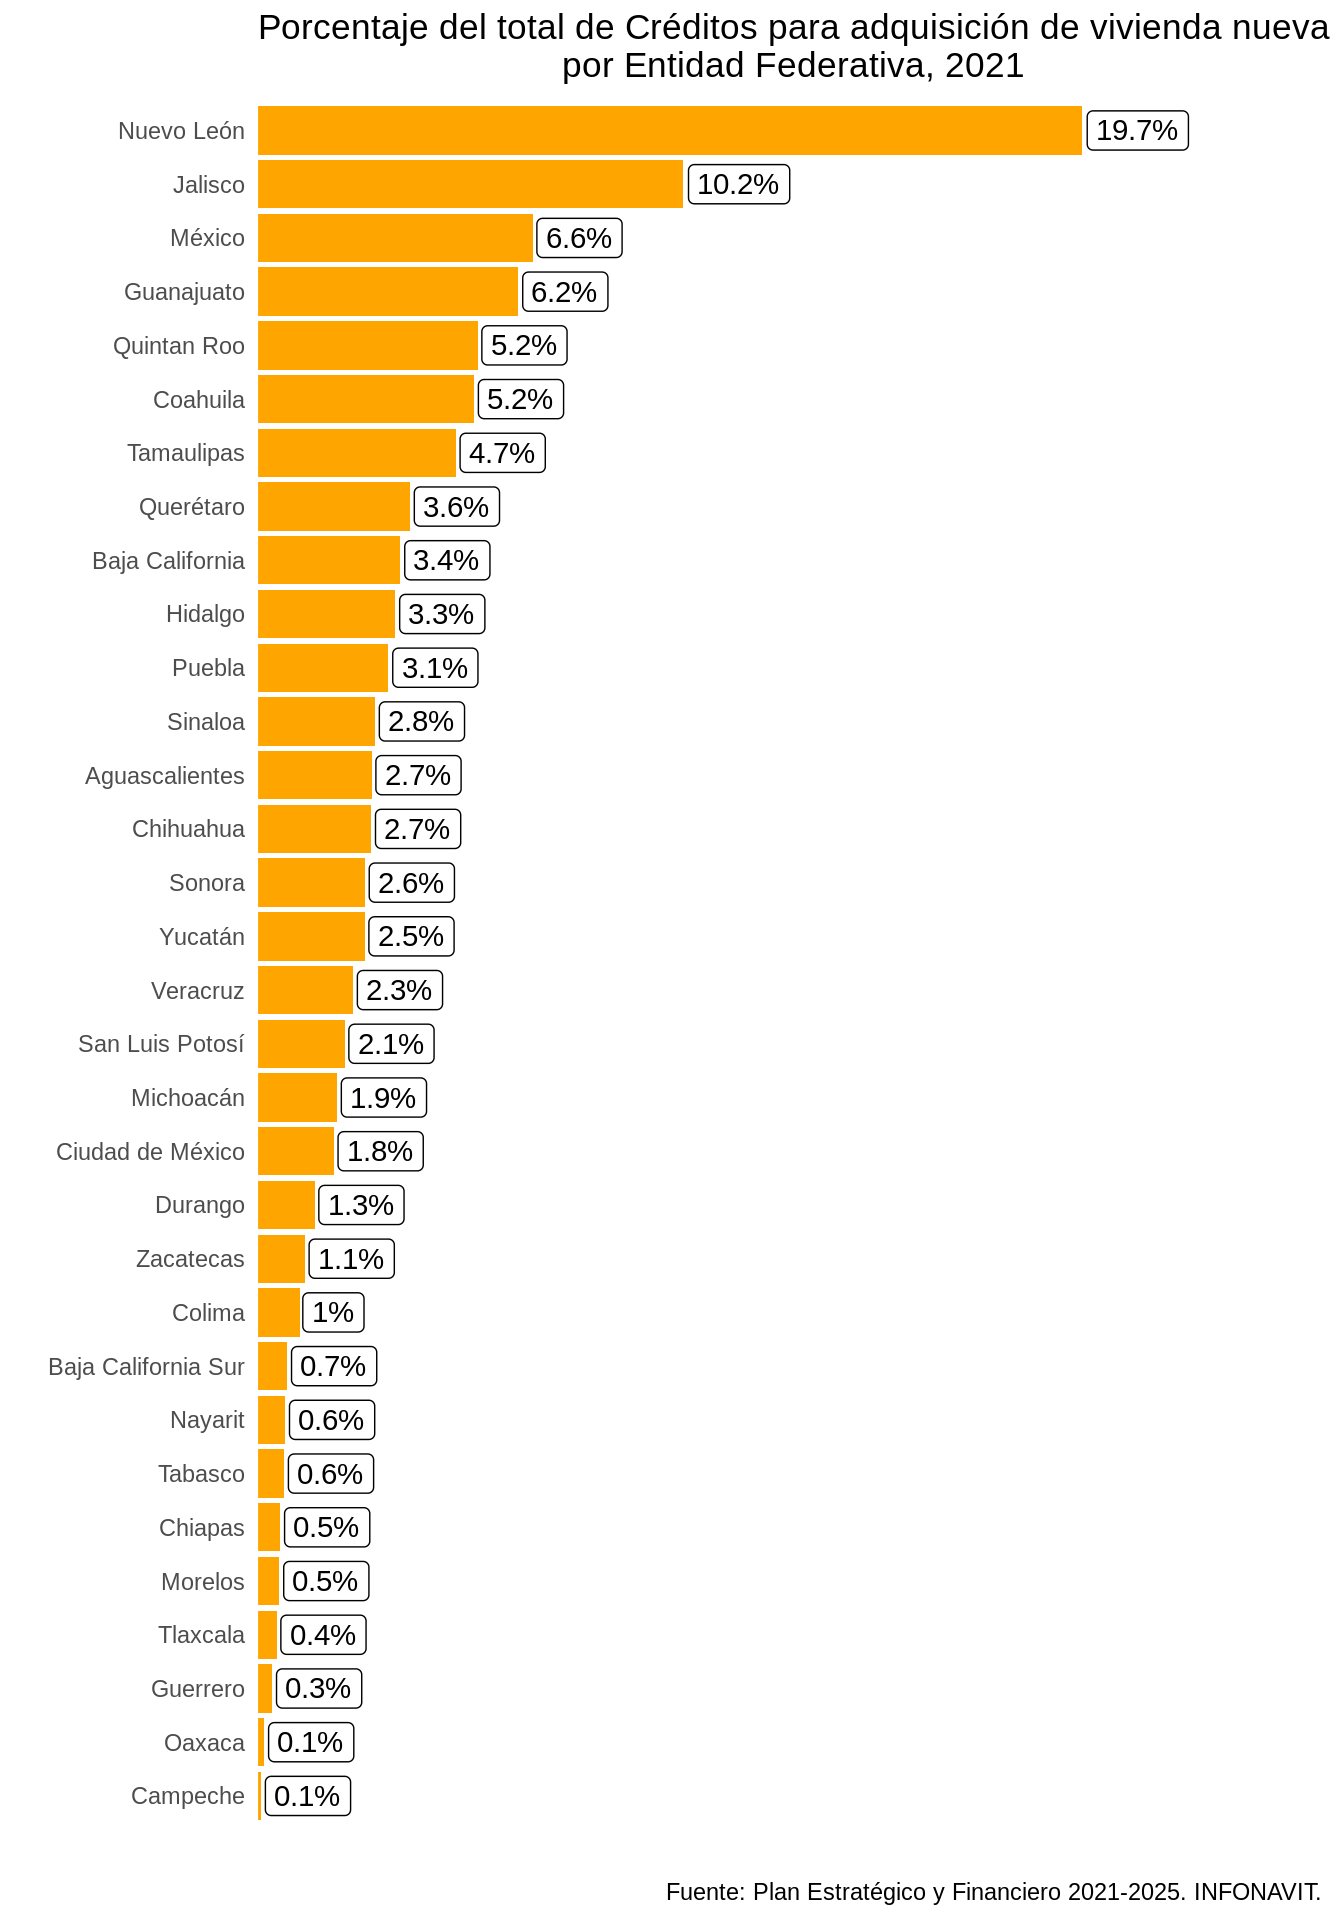 Porcentaje del total de Créditos para adquisición de vivienda nueva
por Entidad Federativa, 2021
Nuevo León 19.7%
Jalisco 10.2%
México 6.6%
Guanajuato 6.2%
Quintan Roo 5.2%
Coahuila 5.2%
Tamaulipas 4.7%
Querétaro 3.6%
Baja California 3.4%
Hidalgo 3.3%
Puebla 3.1%
Sinaloa 2.8%
Aguascalientes 2.7%
Chihuahua 2.7%
Sonora 2.6%
Yucatán 2.5%
Veracruz 2.3%
San Luis Potosí 2.1%
Michoacán 1.9%
Ciudad de México 1.8%
Durango 1.3%
Zacatecas 1.1%
Colima 1%
Baja California Sur 0.7%
Nayarit 0.6%
Tabasco 0.6%
Chiapas 0.5%
Morelos 0.5%
Tlaxcala 0.4%
Guerrero 0.3%
Oaxaca 0.1%
Campeche 0.1%
Fuente: Plan Estratégico y Financiero 2021-2025. INFONAVIT.